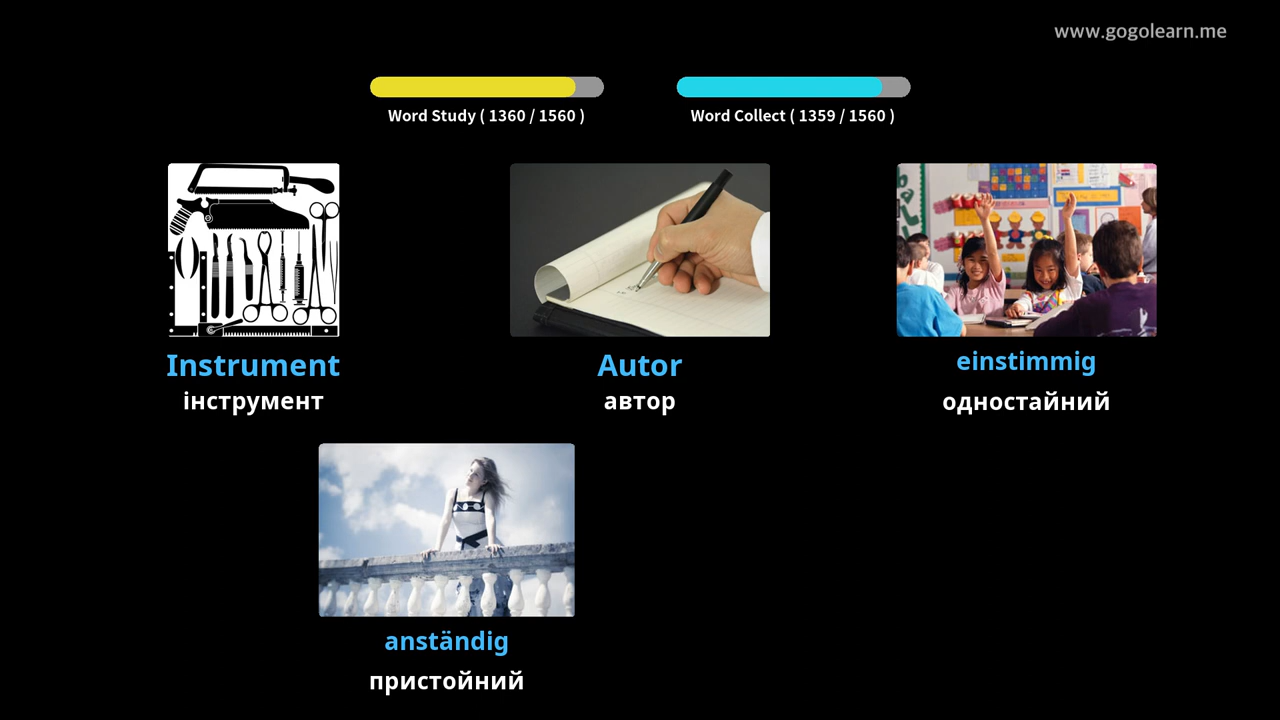 www.gogolearn.me
Word Study ( 1360 / 1560 )
Word Collect ( 1359 / 1560 )
Instrument
інструмент
Autor
автор
einstimmig
одностайний
anständig
пристойний